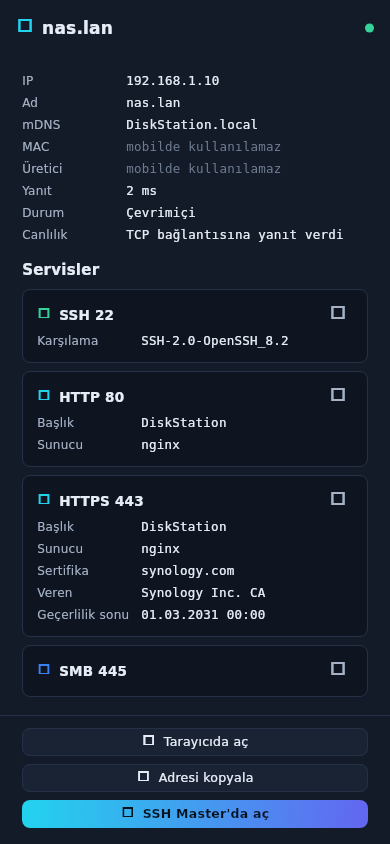 nas.lan
IP 192.168.1.10
Ad nas.lan
mDNS DiskStation.local
MAC mobilde kullanılamaz
Üretici mobilde kullanılamaz
Yanıt 2 ms
Durum Çevrimiçi
Canlılık TCP bağlantısına yanıt verdi
Servisler
SSH 22
Karşılama SSH-2.0-OpenSSH_8.2
HTTP 80
Başlık DiskStation
Sunucu nginx
HTTPS 443
Başlık DiskStation
Sunucu nginx
Sertifika synology.com
Veren Synology Inc. CA
Geçerlilik sonu 01.03.2031 00:00
SMB 445
Tarayıcıda aç
Adresi kopyala
SSH Master'da aç